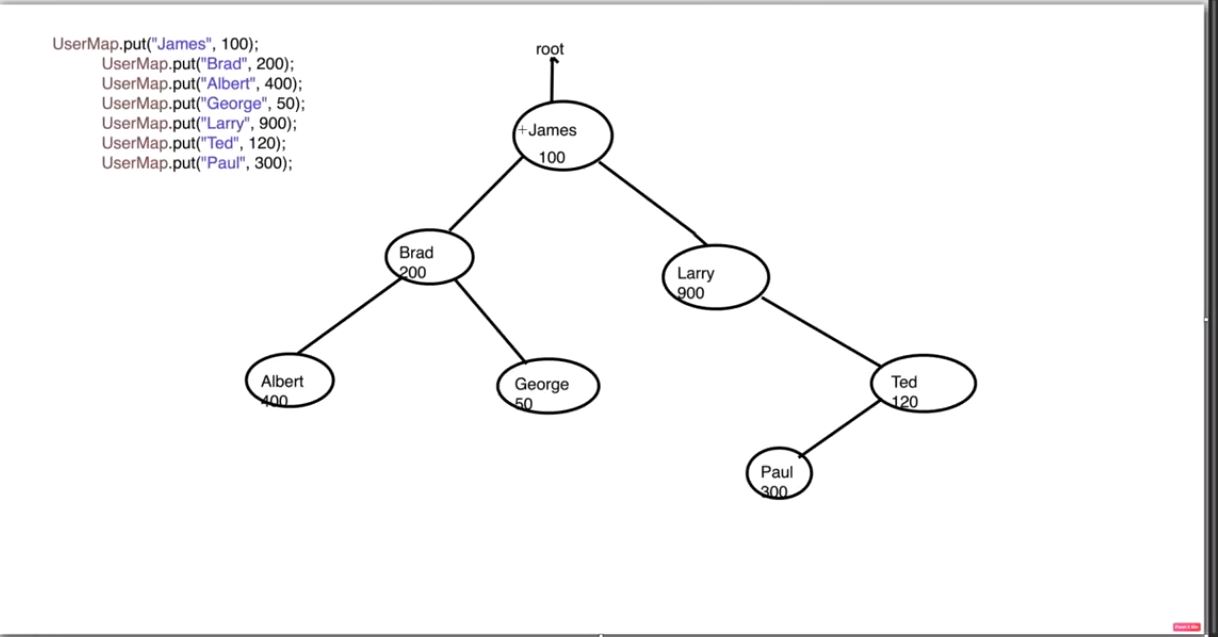 UserMap.put("James", 100);
UserMap.put("Brad", 200);
UserMap.put("Albert", 400);
UserMap.put("George", 50);
UserMap.put("Larry", 900);
UserMap.put("Ted", 120);
UserMap.put("Paul", 300);
root
James
100
Brad
200
Larry
900
Albert
400
George
50
Ted
120
Paul
300